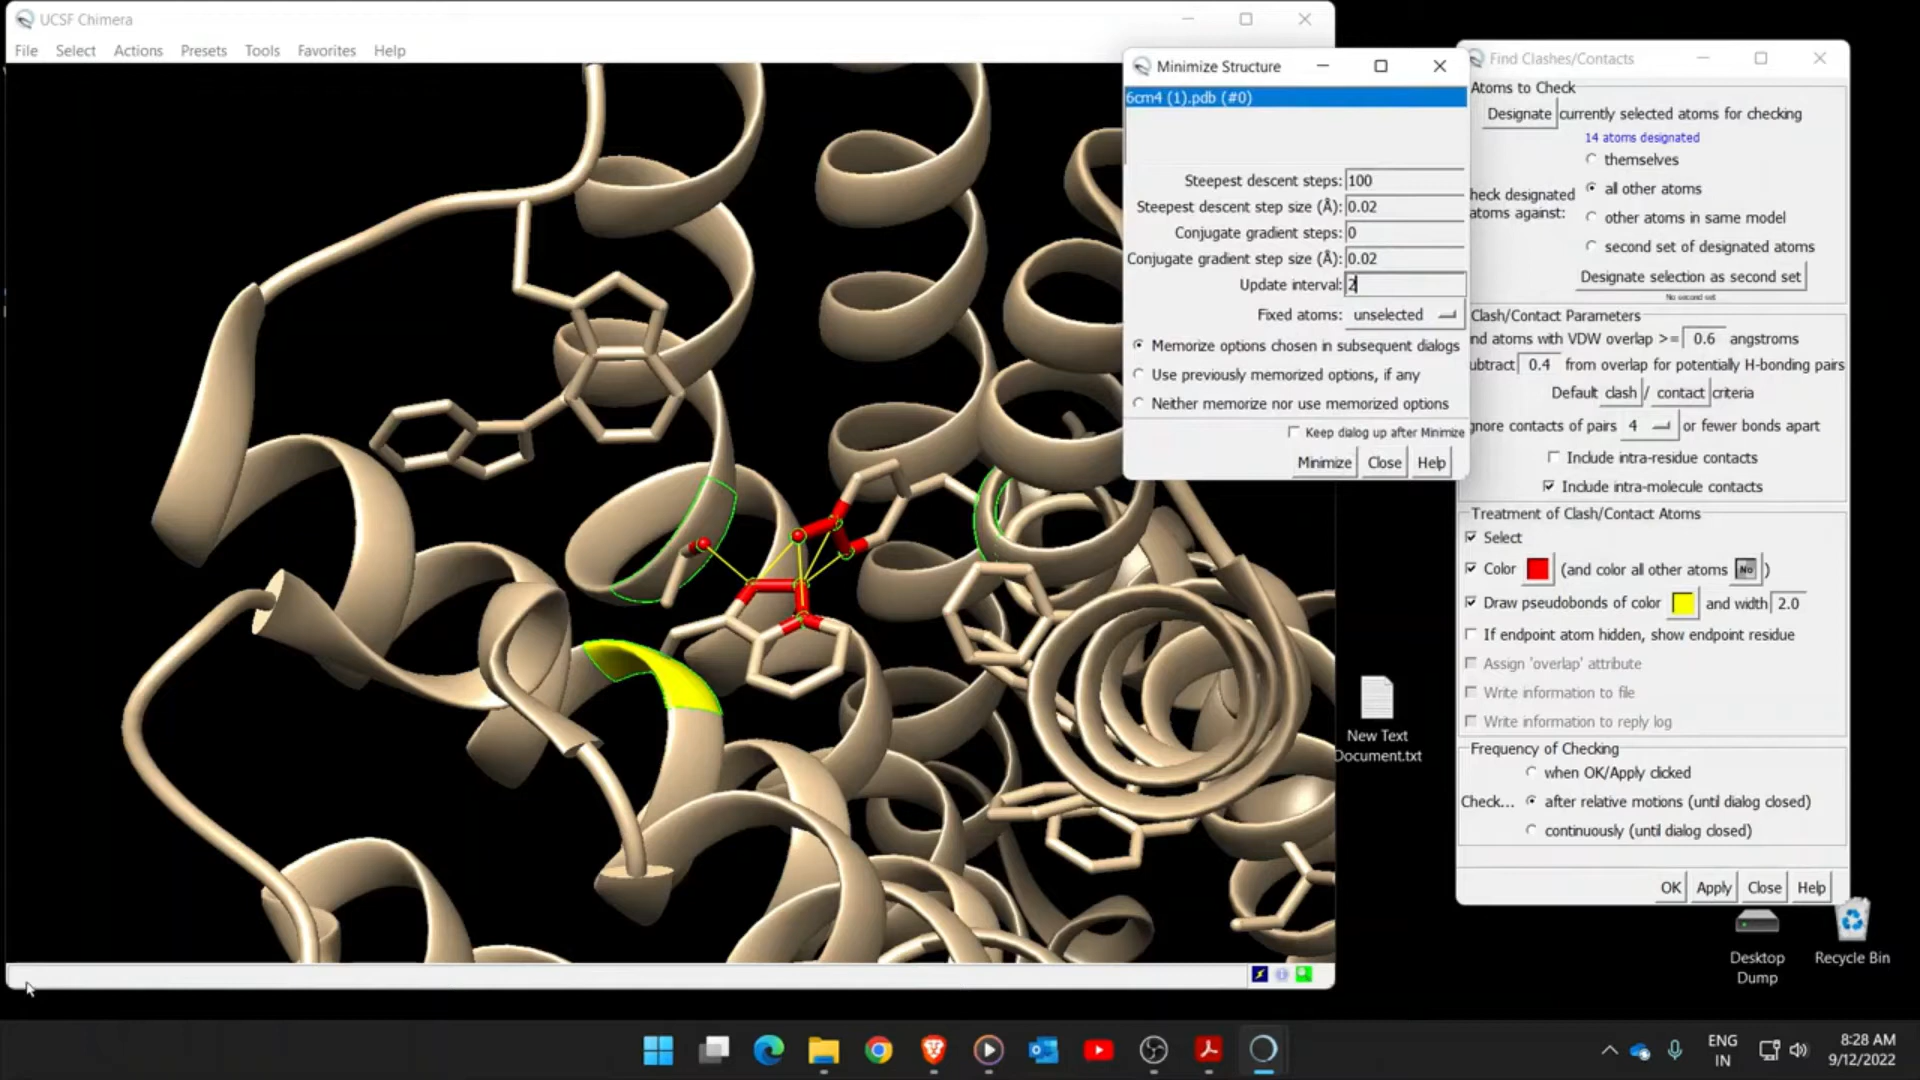 UCSF Chimera
File Select Actions Presets Tools Favorites Help
Minimize Structure
6cm4 (1).pdb (#0)
Steepest descent steps: 100
Steepest descent step size (Å): 0.02
Conjugate gradient steps: 0
Conjugate gradient step size (Å): 0.02
Update interval: 2
Fixed atoms: unselected
Memorize options chosen in subsequent dialogs
Use previously memorized options, if any
Neither memorize nor use memorized options
Keep dialog up after Minimize
Minimize Close Help
Find Clashes/Contacts
Atoms to Check
Designate currently selected atoms for checking
14 atoms designated
themselves
heck designated
atoms against:
all other atoms
other atoms in same model
second set of designated atoms
Designate selection as second set
No second set
Clash/Contact Parameters
nd atoms with VDW overlap >= 0.6 angstroms
ubtract 0.4 from overlap for potentially H-bonding pairs
Default clash / contact criteria
gnore contacts of pairs 4 or fewer bonds apart
Include intra-residue contacts
Include intra-molecule contacts
Treatment of Clash/Contact Atoms
Select
Color (and color all other atoms No )
Draw pseudobonds of color and width 2.0
If endpoint atom hidden, show endpoint residue
Assign 'overlap' attribute
Write information to file
Write information to reply log
Frequency of Checking
when OK/Apply clicked
Check... after relative motions (until dialog closed)
continuously (until dialog closed)
OK Apply Close Help
New Text
Document.txt
Desktop
Dump
Recycle Bin
ENG
IN
8:28 AM
9/12/2022